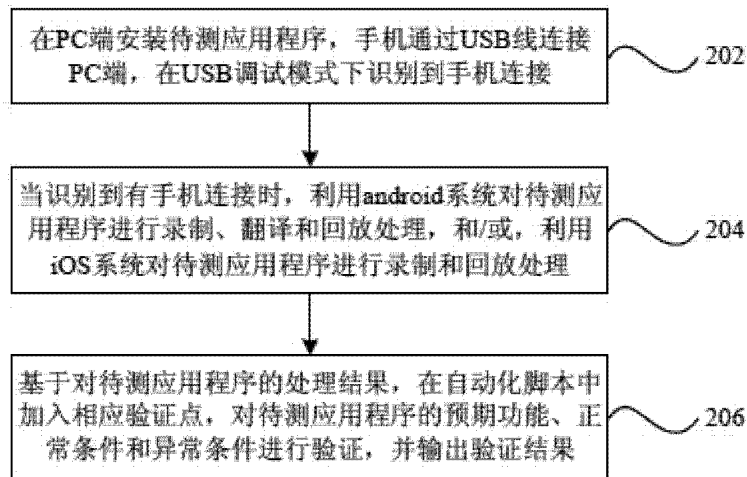 在PC端安装待测应用程序，手机通过USB线连接
PC端，在USB调试模式下识别到手机连接
202
当识别到有手机连接时，利用android系统对待测应
用程序进行录制、翻译和回放处理，和/或，利用
iOS系统对待测应用程序进行录制和回放处理
204
基于对待测应用程序的处理结果，在自动化脚本中
加入相应验证点，对待测应用程序的预期功能、正
常条件和异常条件进行验证，并输出验证结果
206